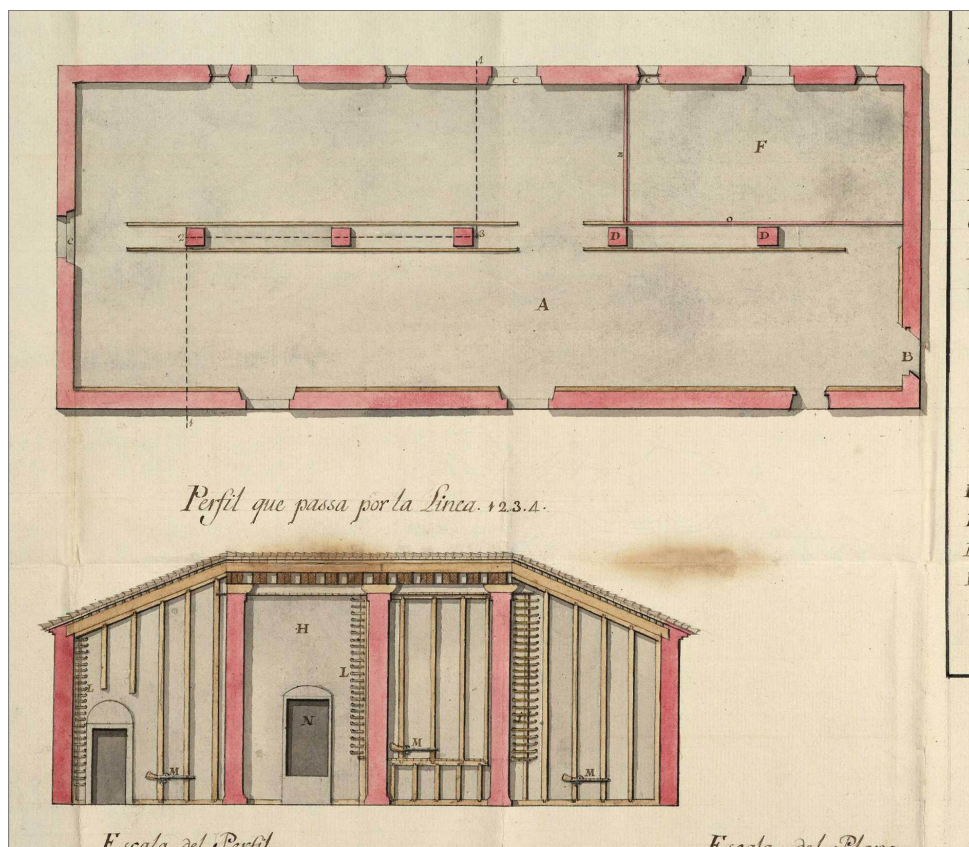 4
c c c
2 F
o
c 2 3 D D
A
B
1
Perfil que passa por la Linea. 1 2.3.4.
H
L L
N
M M M
Escala del Perfil
Escala del Plano